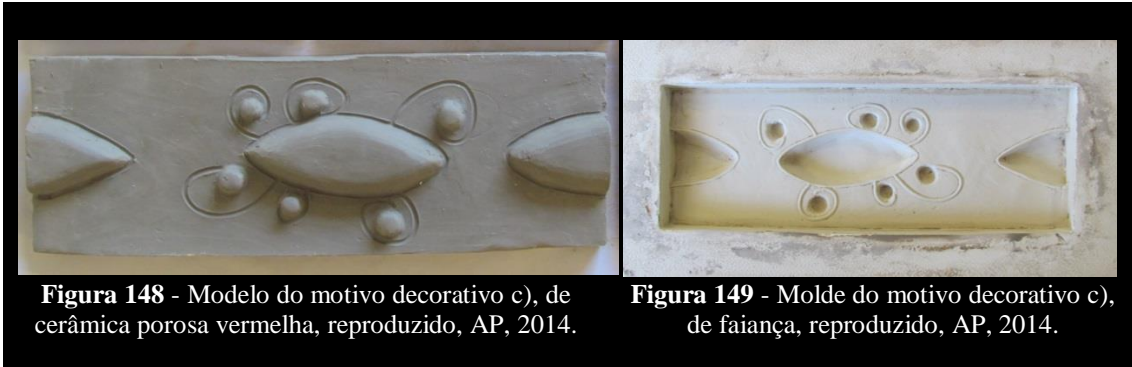 Figura 148 - Modelo do motivo decorativo c), de
cerâmica porosa vermelha, reproduzido, AP, 2014.
Figura 149 - Molde do motivo decorativo c),
de faiança, reproduzido, AP, 2014.